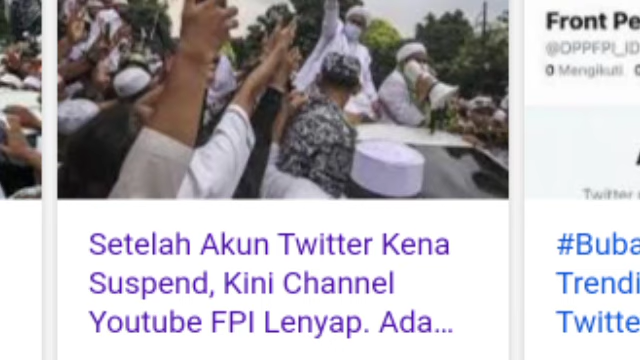 Setelah Akun Twitter Kena
Suspend, Kini Channel
Youtube FPI Lenyap. Ada...
Front Pe
@DPPFPI_ID
0 Mengikuti
Twitter
#Buba
Trendi
Twitte